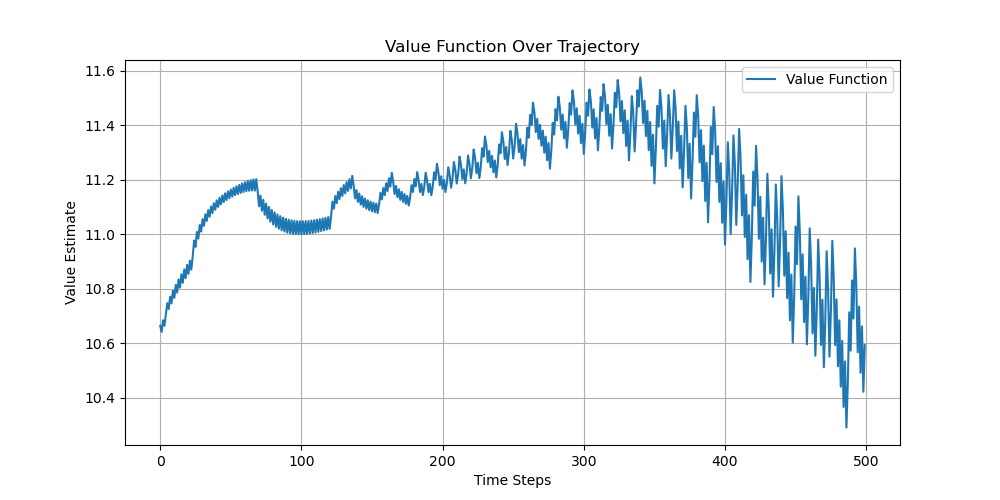 Value Function Over Trajectory
Value Function
11.6
11.4
11.2
11.0
10.8
10.6
10.4
Value Estimate
0 100 200 300 400 500
Time Steps